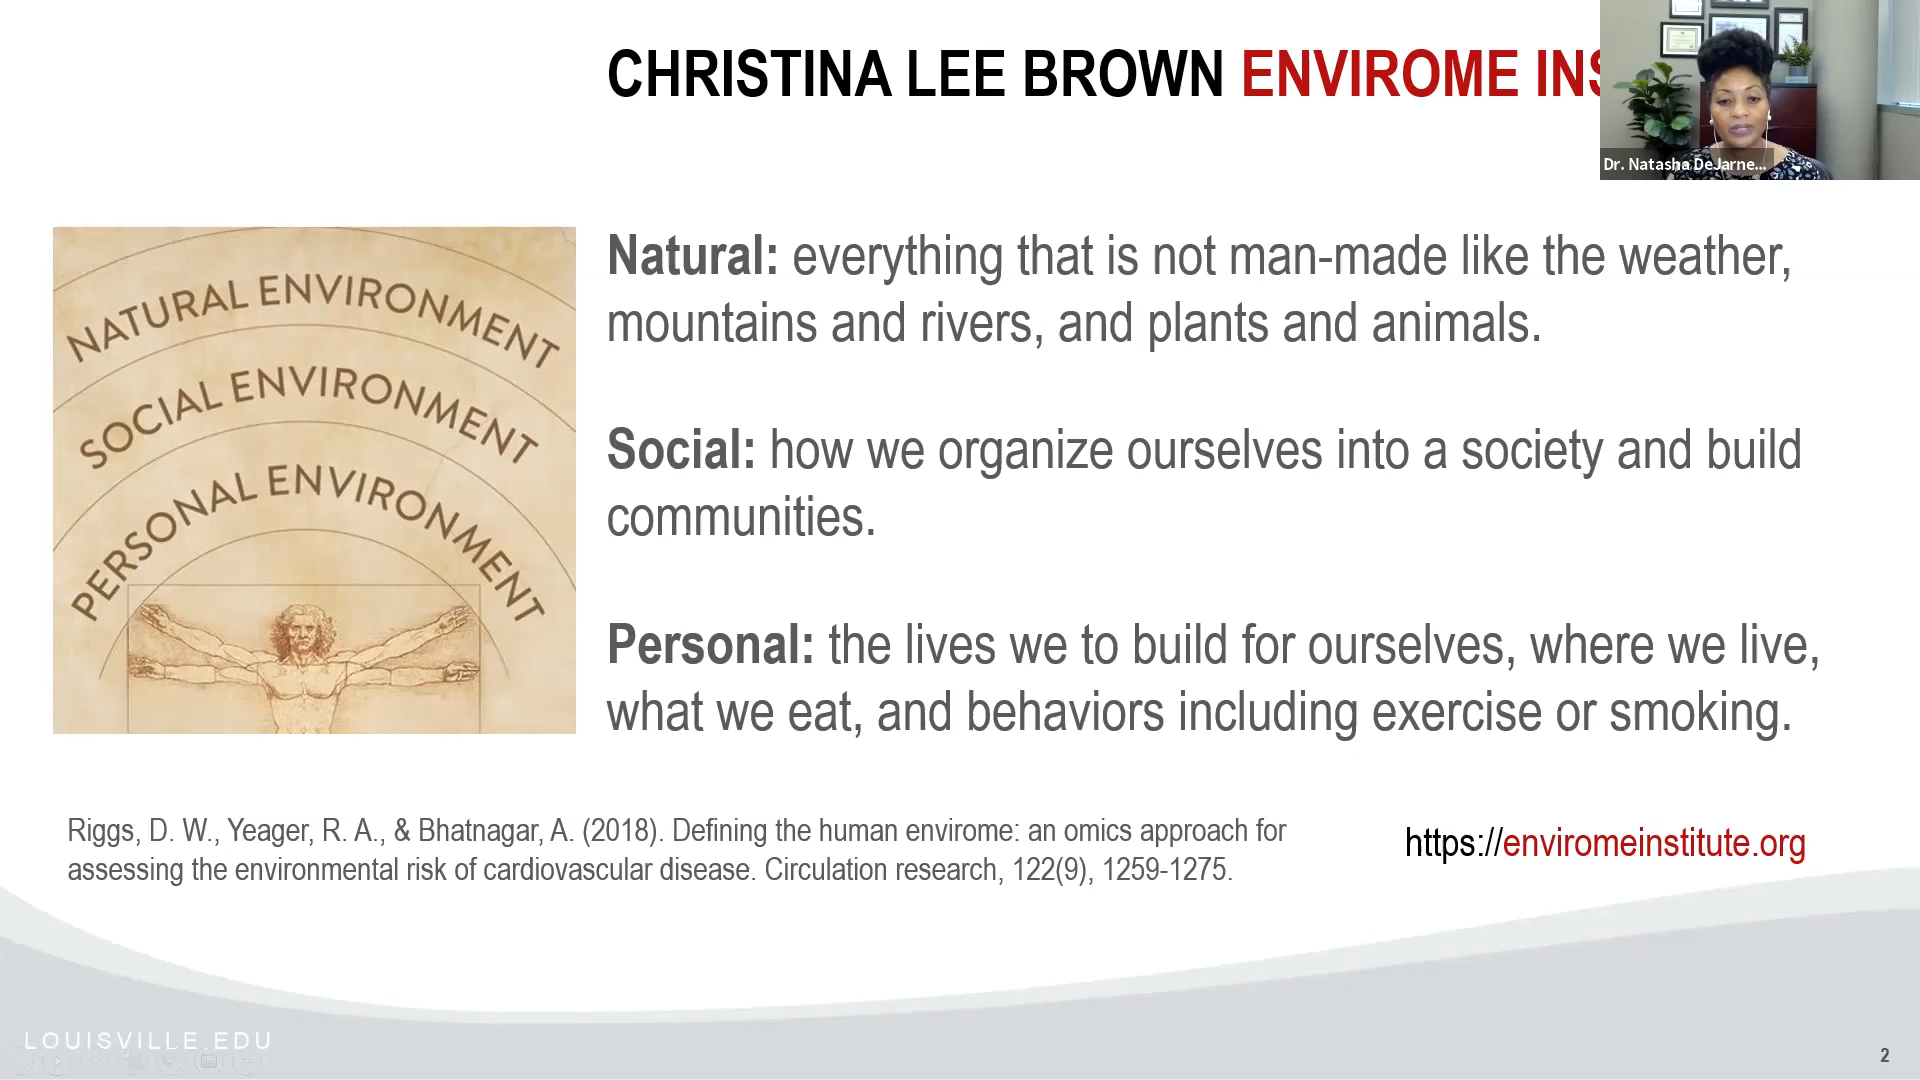 CHRISTINA LEE BROWN ENVIROME INS
Dr. Natasha DeJarne...
NATURAL ENVIRONMENT
SOCIAL ENVIRONMENT
PERSONAL ENVIRONMENT
Natural: everything that is not man-made like the weather,
mountains and rivers, and plants and animals.
Social: how we organize ourselves into a society and build
communities.
Personal: the lives we to build for ourselves, where we live,
what we eat, and behaviors including exercise or smoking.
Riggs, D. W., Yeager, R. A., & Bhatnagar, A. (2018). Defining the human envirome: an omics approach for
assessing the environmental risk of cardiovascular disease. Circulation research, 122(9), 1259-1275.
https://enviromeinstitute.org
LOUISVILLE.EDU
2